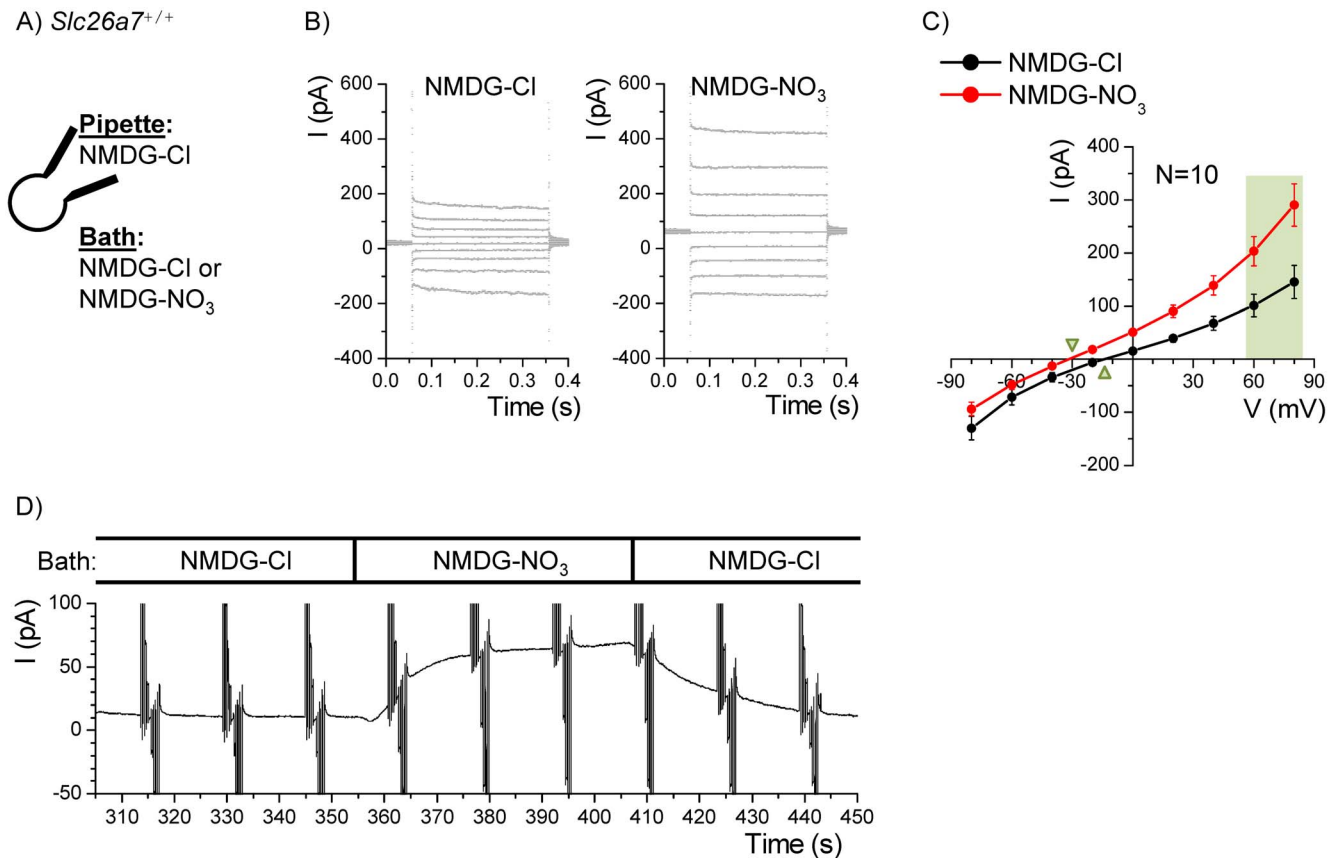 A) Slc26a7+/+
Pipette:
NMDG-Cl
Bath:
NMDG-Cl or
NMDG-NO3
B)
NMDG-Cl
I (pA)
600
400
200
0
-200
-400
0.0 0.1 0.2 0.3 0.4
Time (s)
NMDG-NO3
I (pA)
600
400
200
0
-200
-400
0.0 0.1 0.2 0.3 0.4
Time (s)
C)
NMDG-Cl
NMDG-NO3
I (pA)
N=10
400
300
200
100
-100
-200
-90 -60 -30 30 60 90
V (mV)
D)
Bath: NMDG-Cl NMDG-NO3 NMDG-Cl
I (pA)
100
50
0
-50
310 320 330 340 350 360 370 380 390 400 410 420 430 440 450
Time (s)